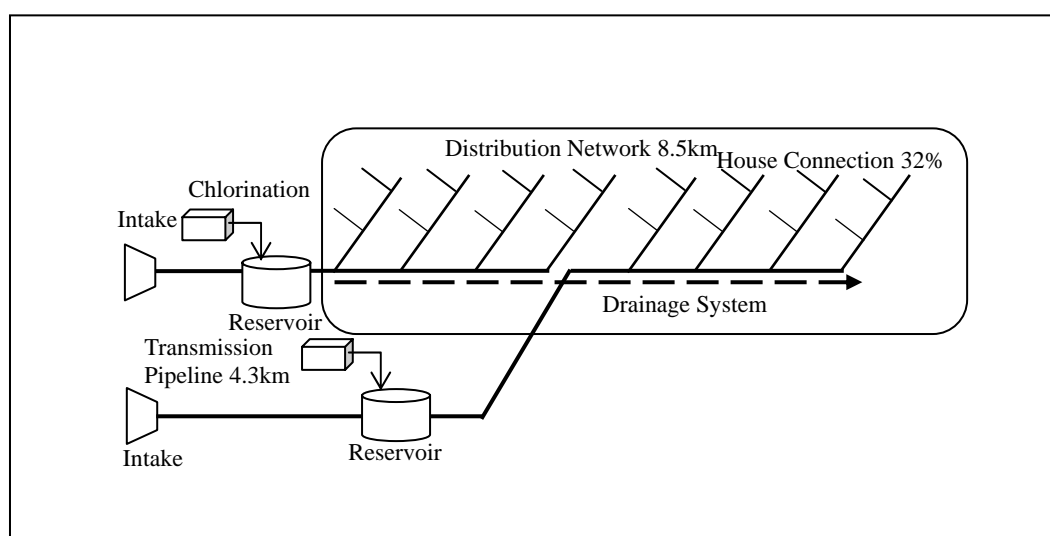 Distribution Network 8.5km
House Connection 32%
Chlorination
Intake
Reservoir
Drainage System
Transmission
Pipeline 4.3km
Reservoir
Intake